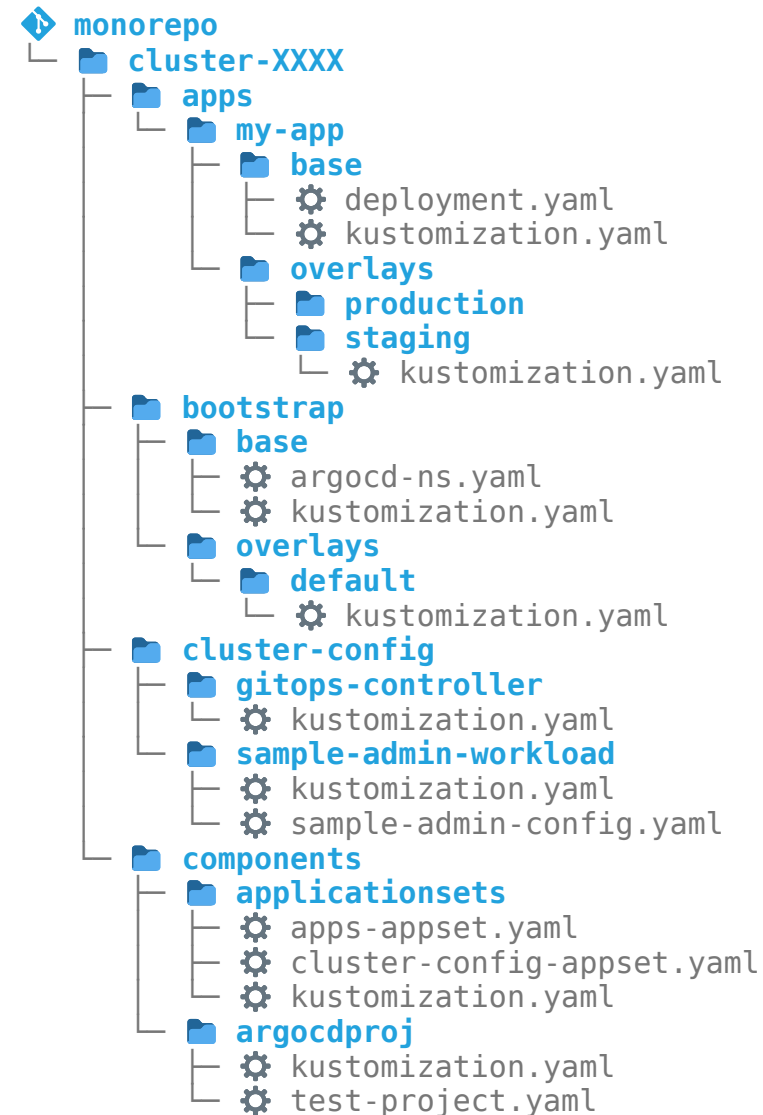 monorepo
cluster-XXXX
apps
my-app
base
deployment.yaml
kustomization.yaml
overlays
production
staging
kustomization.yaml
bootstrap
base
argocd-ns.yaml
kustomization.yaml
overlays
default
kustomization.yaml
cluster-config
gitops-controller
kustomization.yaml
sample-admin-workload
kustomization.yaml
sample-admin-config.yaml
components
applicationsets
apps-appset.yaml
cluster-config-appset.yaml
kustomization.yaml
argocdproj
kustomization.yaml
test-project.yaml